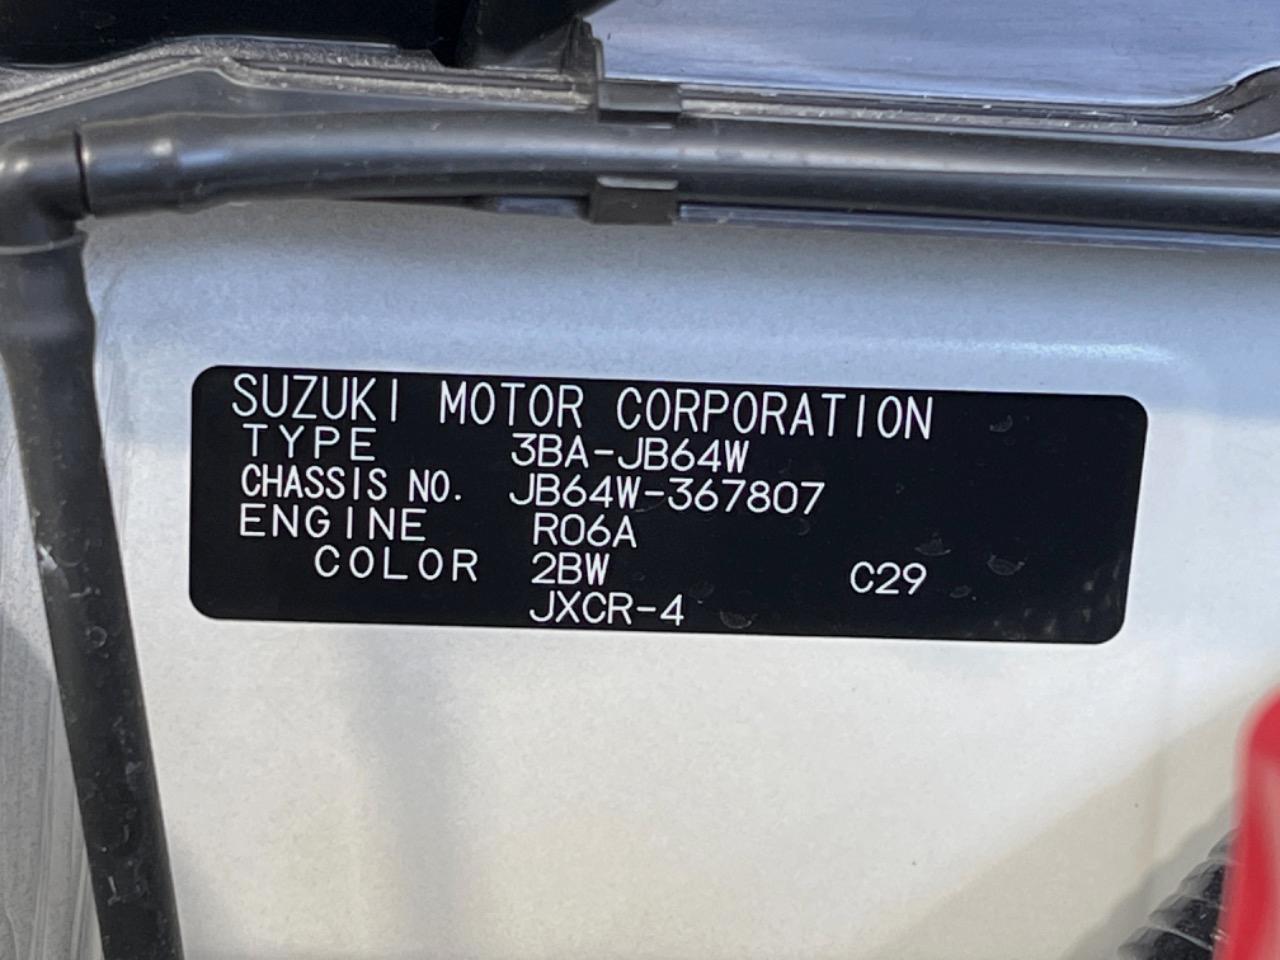 SUZUKI MOTOR CORPORATION
TYPE 3BA-JB64W
CHASSIS NO. JB64W-367807
ENGINE R06A
COLOR 2BW C29
JXCR-4